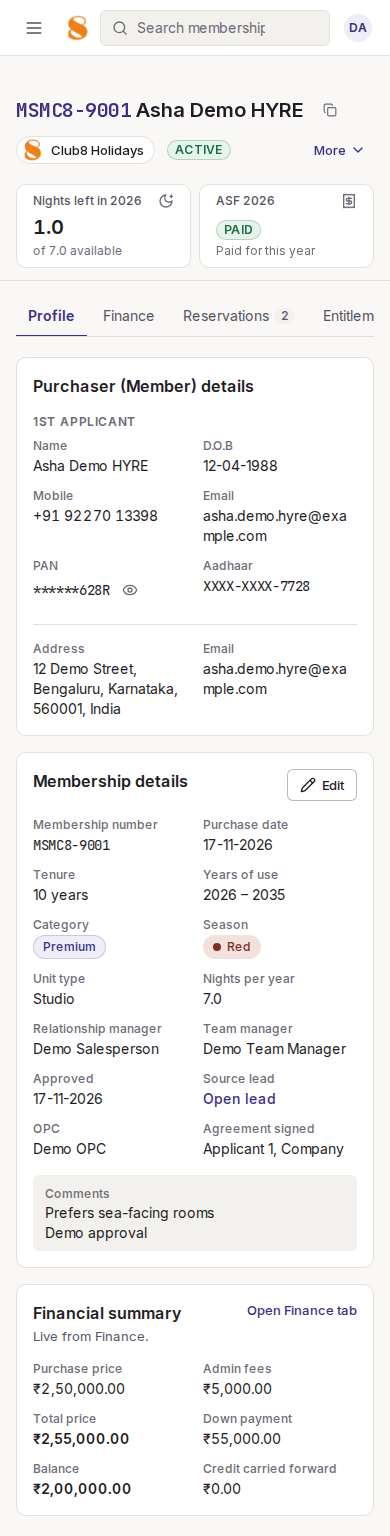 Search membership
DA
MSMC8-9001 Asha Demo HYRE
Club8 Holidays
ACTIVE
More
Nights left in 2026
1.0
of 7.0 available
ASF 2026
PAID
Paid for this year
Profile
Finance
Reservations 2
Entitlem
Purchaser (Member) details
1ST APPLICANT
Name
Asha Demo HYRE
D.O.B
12-04-1988
Mobile
+91 92270 13398
Email
asha.demo.hyre@exa
mple.com
PAN
******628R
Aadhaar
XXXX-XXXX-7728
Address
12 Demo Street,
Bengaluru, Karnataka,
560001, India
Email
asha.demo.hyre@exa
mple.com
Membership details
Edit
Membership number
MSMC8-9001
Purchase date
17-11-2026
Tenure
10 years
Years of use
2026 – 2035
Category
Premium
Season
Red
Unit type
Studio
Nights per year
7.0
Relationship manager
Demo Salesperson
Team manager
Demo Team Manager
Approved
17-11-2026
Source lead
Open lead
OPC
Demo OPC
Agreement signed
Applicant 1, Company
Comments
Prefers sea-facing rooms
Demo approval
Financial summary
Open Finance tab
Live from Finance.
Purchase price
₹2,50,000.00
Admin fees
₹5,000.00
Total price
₹2,55,000.00
Down payment
₹55,000.00
Balance
₹2,00,000.00
Credit carried forward
₹0.00